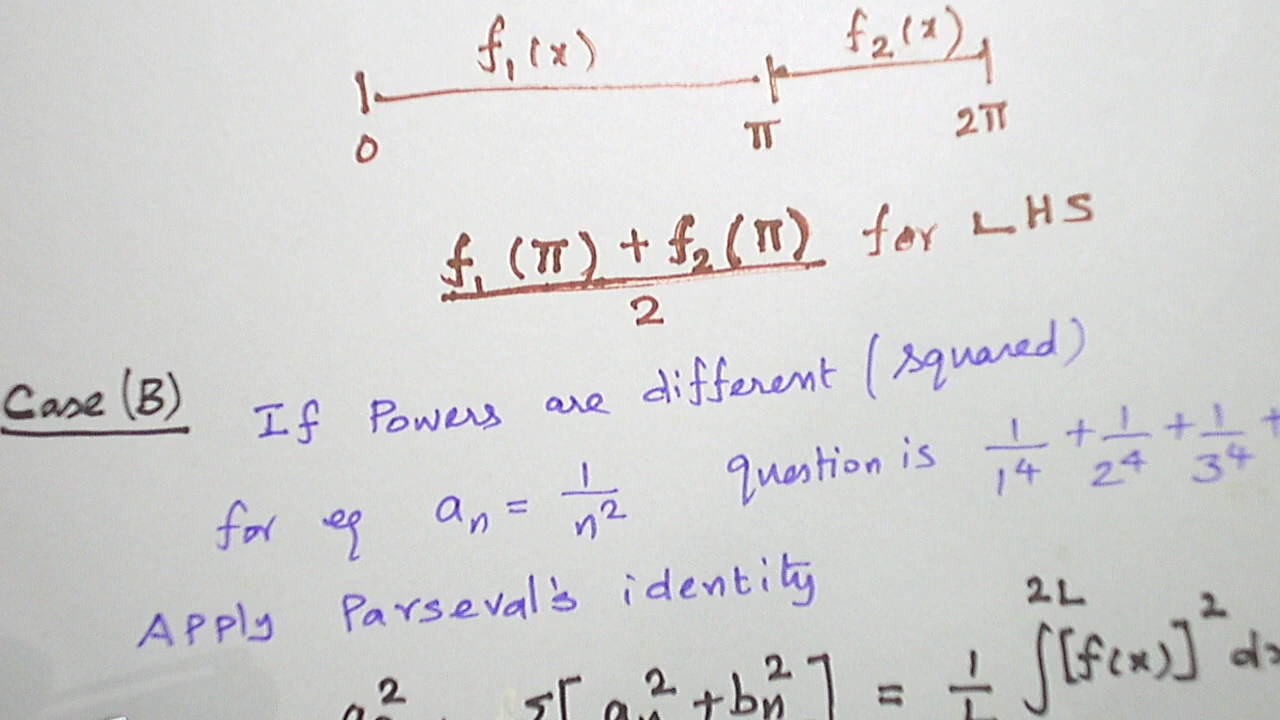 f₁(x) f₂(x)
0 π 2π
f₁(π) + f₂(π) for LHS
2
Case (B) If Powers are different (squared)
for eg aₙ = 1/n² question is 1/1⁴ + 1/2⁴ + 1/3⁴ +
Apply Parseval's identity
2L
Σ[aₙ² + bₙ²] = 1/L ∫[f(x)]² dx